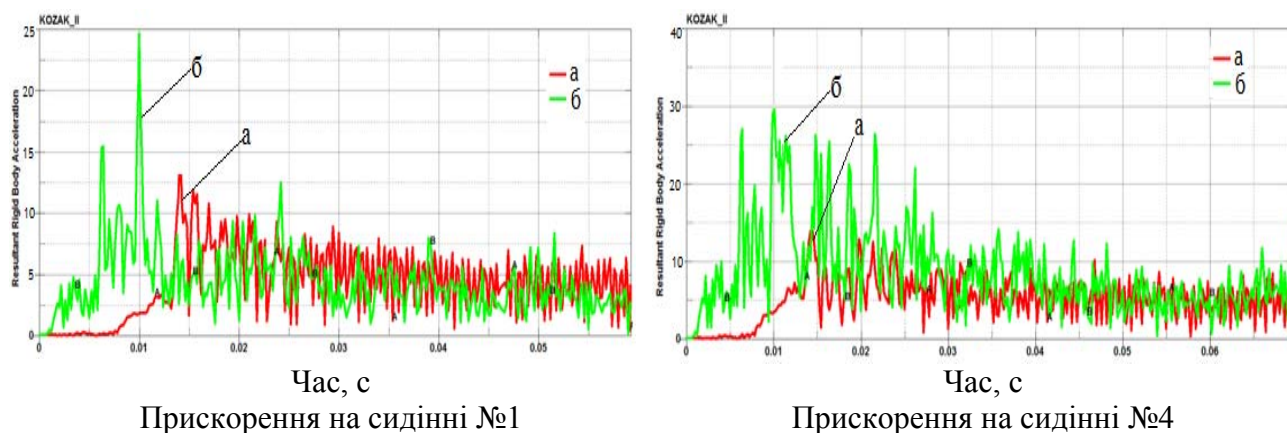 KOZAK_II
Resultant Rigid Body Acceleration
25
20
15
10
5
0
0
0.01
0.02
0.03
0.04
0.05
б
а
а
б
A
B
A
B
B
A
B
A
B
Час, с
Прискорення на сидінні №1
KOZAK_II
Resultant Rigid Body Acceleration
40
30
20
10
0
0
0.01
0.02
0.03
0.04
0.05
0.06
б
а
а
б
A
B
B
A
A
B
A
B
Час, с
Прискорення на сидінні №4